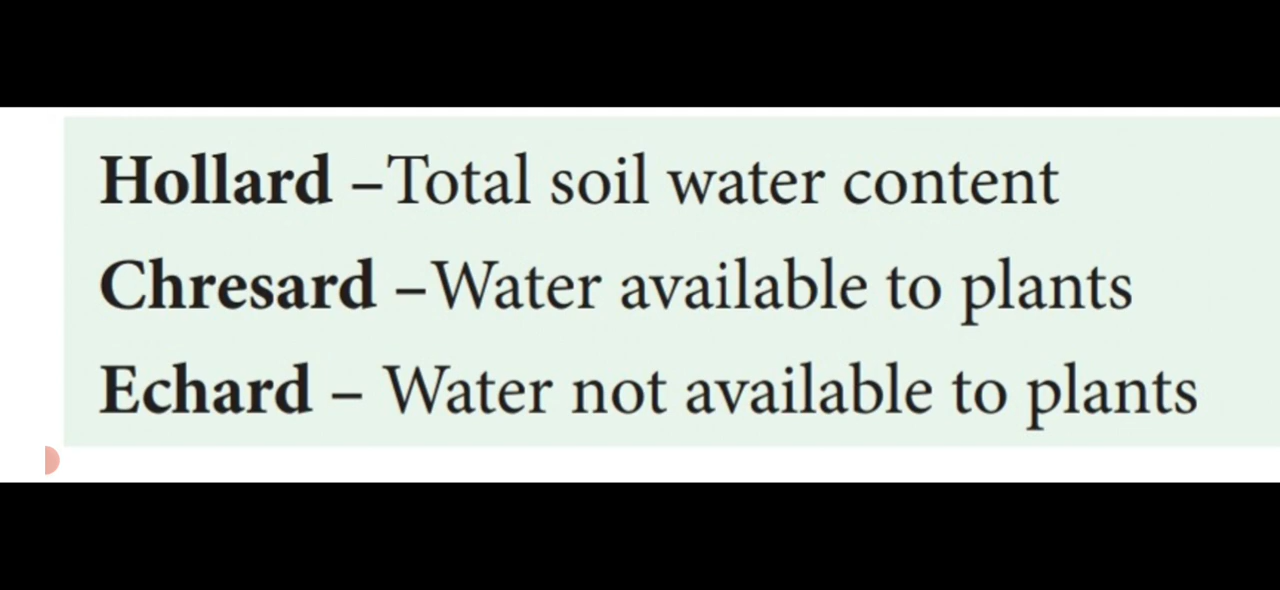 Hollard –Total soil water content
Chresard –Water available to plants
Echard – Water not available to plants